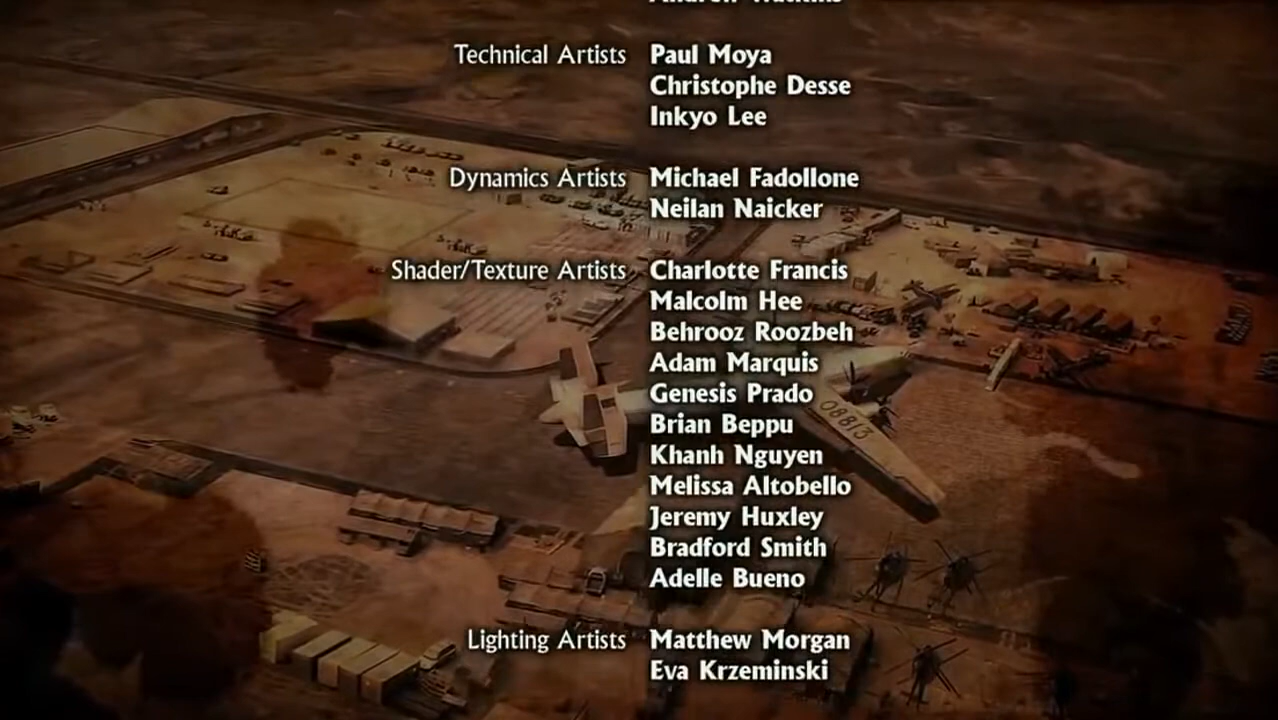 Technical Artists Paul Moya
Christophe Desse
Inkyo Lee
Dynamics Artists Michael Fadollone
Neilan Naicker
Shader/Texture Artists Charlotte Francis
Malcolm Hee
Behrooz Roozbeh
Adam Marquis
Genesis Prado
Brian Beppu
Khanh Nguyen
Melissa Altobello
Jeremy Huxley
Bradford Smith
Adelle Bueno
Lighting Artists Matthew Morgan
Eva Krzeminski
08813